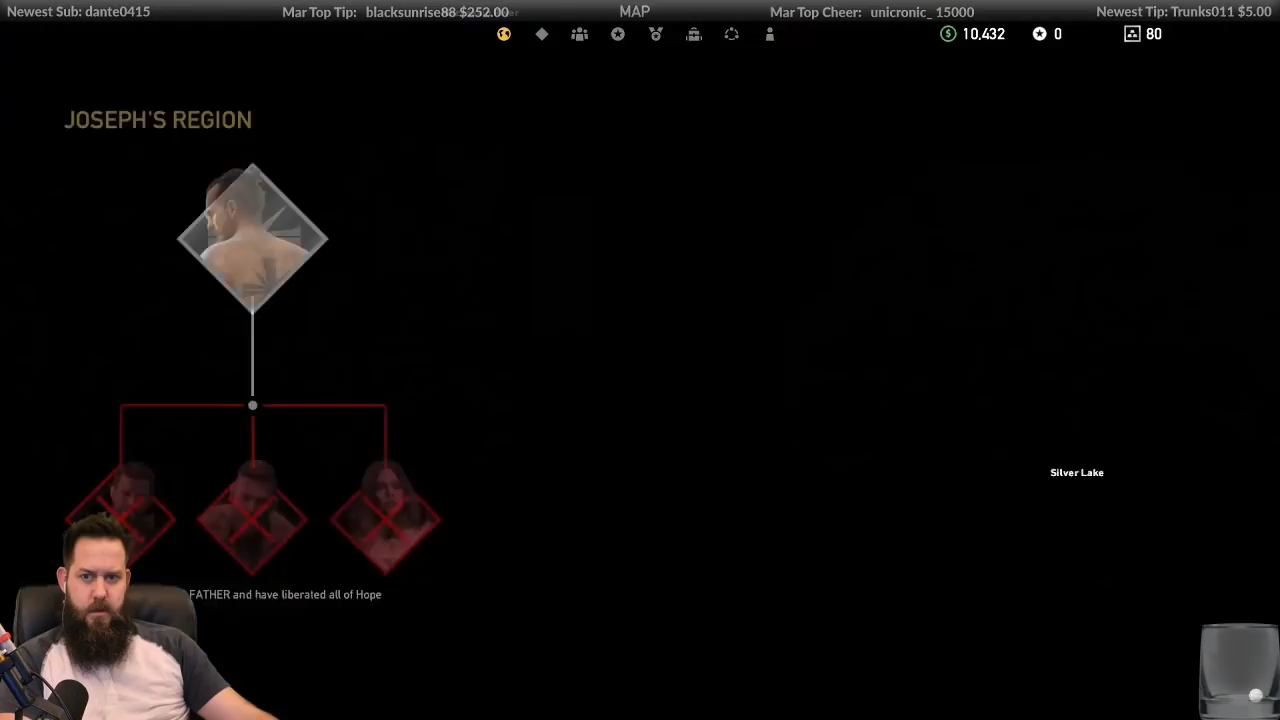 Newest Sub: dante0415 Mar Top Tip: blacksunrise88 $252.00 MAP Mar Top Cheer: unicronic_ 15000 Newest Tip: Trunks011 $5.00
10,432 0 80
JOSEPH'S REGION
Silver Lake
FATHER and have liberated all of Hope